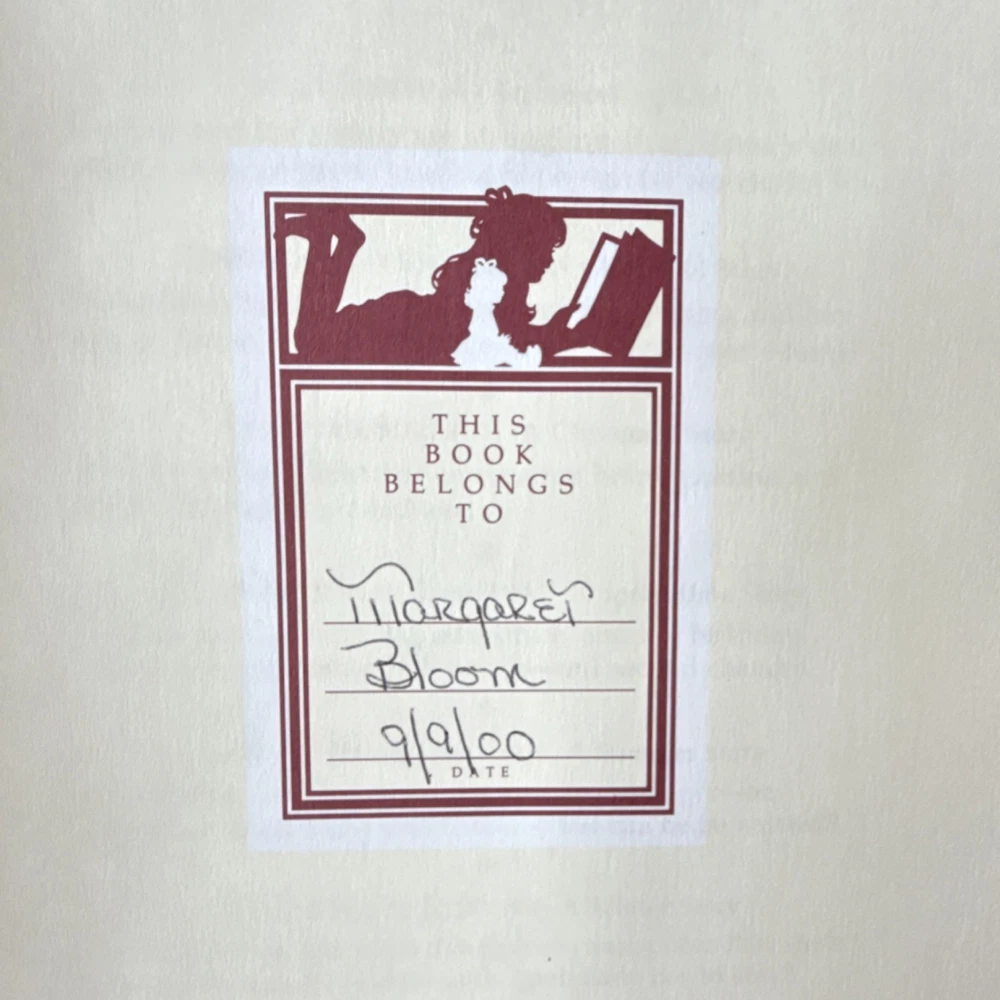 THIS
BOOK
BELONGS
TO
Margaret
Bloom
9/9/00
DATE